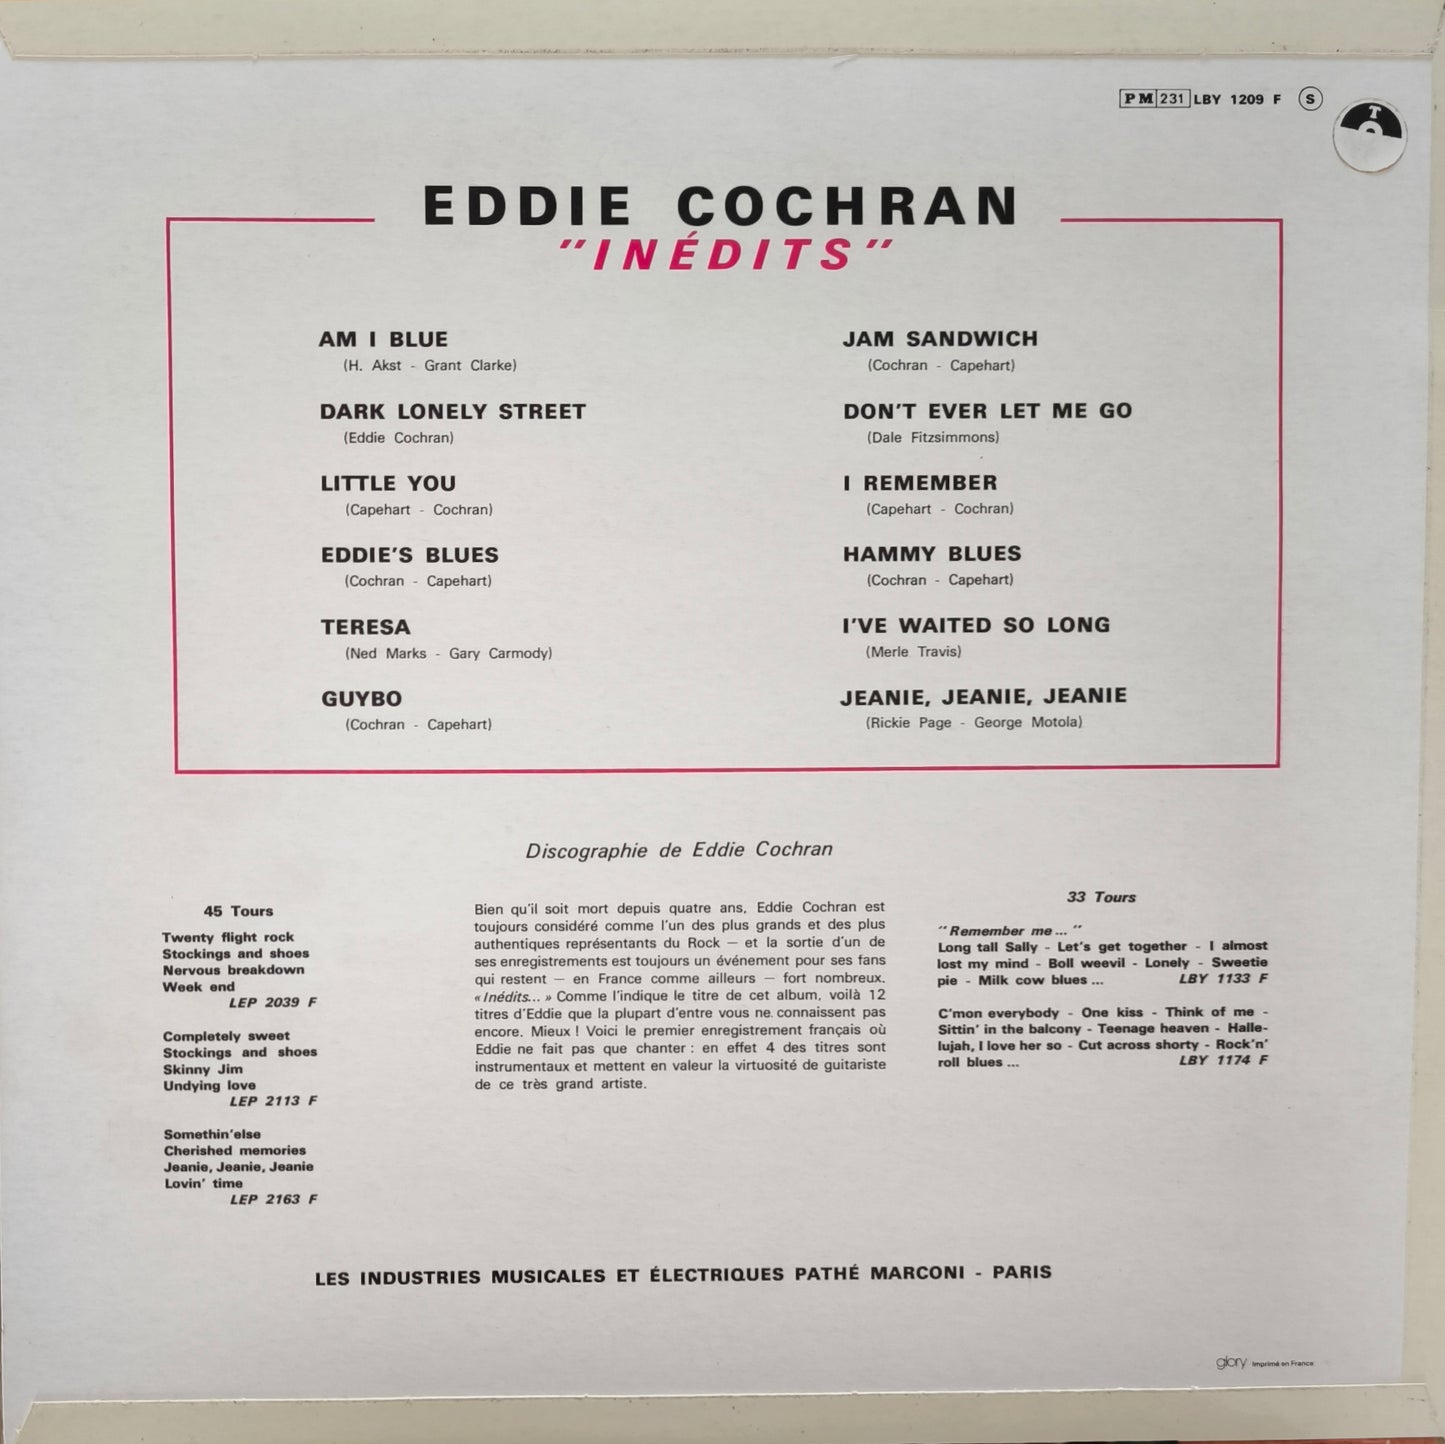 PM 231 LBY 1209 F S
T
EDDIE COCHRAN
"INÉDITS"
AM I BLUE
(H. Akst - Grant Clarke)
DARK LONELY STREET
(Eddie Cochran)
LITTLE YOU
(Capehart - Cochran)
EDDIE'S BLUES
(Cochran - Capehart)
TERESA
(Ned Marks - Gary Carmody)
GUYBO
(Cochran - Capehart)
JAM SANDWICH
(Cochran - Capehart)
DON'T EVER LET ME GO
(Dale Fitzsimmons)
I REMEMBER
(Capehart - Cochran)
HAMMY BLUES
(Cochran - Capehart)
I'VE WAITED SO LONG
(Merle Travis)
JEANIE, JEANIE, JEANIE
(Rickie Page - George Motola)
Discographie de Eddie Cochran
45 Tours
Twenty flight rock
Stockings and shoes
Nervous breakdown
Week end
LEP 2039 F
Completely sweet
Stockings and shoes
Skinny Jim
Undying love
LEP 2113 F
Somethin'else
Cherished memories
Jeanie, Jeanie, Jeanie
Lovin' time
LEP 2163 F
Bien qu'il soit mort depuis quatre ans, Eddie Cochran est
toujours considéré comme l'un des plus grands et des plus
authentiques représentants du Rock — et la sortie d'un de
ses enregistrements est toujours un événement pour ses fans
qui restent — en France comme ailleurs — fort nombreux.
« Inédits... » Comme l'indique le titre de cet album, voilà 12
titres d'Eddie que la plupart d'entre vous ne connaissent pas
encore. Mieux ! Voici le premier enregistrement français où
Eddie ne fait pas que chanter : en effet 4 des titres sont
instrumentaux et mettent en valeur la virtuosité de guitariste
de ce très grand artiste.
33 Tours
"Remember me ... "
Long tall Sally - Let's get together - I almost
lost my mind - Boll weevil - Lonely - Sweetie
pie - Milk cow blues ... LBY 1133 F
C'mon everybody - One kiss - Think of me -
Sittin' in the balcony - Teenage heaven - Halle-
lujah, I love her so - Cut across shorty - Rock'n'
roll blues ... LBY 1174 F
LES INDUSTRIES MUSICALES ET ÉLECTRIQUES PATHÉ MARCONI - PARIS
glory Imprimé en France